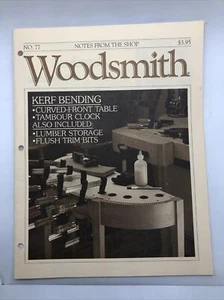 NO. 77 NOTES FROM THE SHOP $3.95
Woodsmith
KERF BENDING
•CURVED-FRONT TABLE
•TAMBOUR CLOCK
ALSO INCLUDED:
•LUMBER STORAGE
•FLUSH TRIM BITS